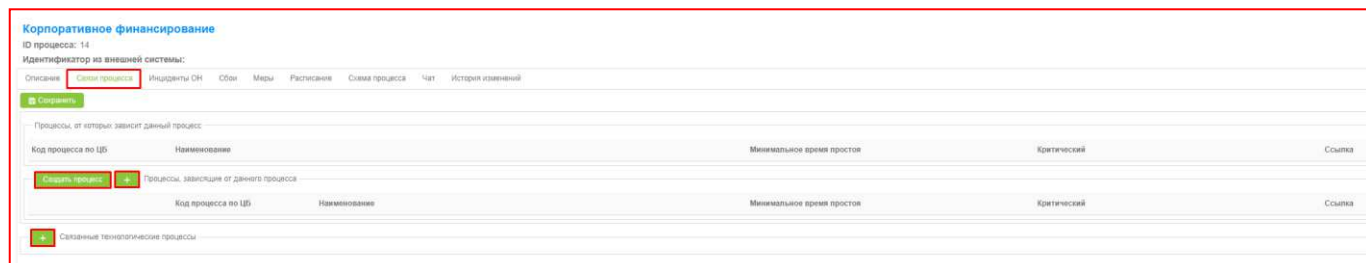 Корпоративное финансирование
ID процесса: 14
Идентификатор из внешней системы:
Описание Связи процесса Инциденты ОН Сбои Меры Расписание Схема процесса Чат История изменений
Сохранить
Процессы, от которых зависит данный процесс
Код процесса по ЦБ Наименование Минимальное время простоя Критический Ссылка
Создать процесс + Процессы, зависящие от данного процесса
Код процесса по ЦБ Наименование Минимальное время простоя Критический Ссылка
+ Связанные технологические процессы